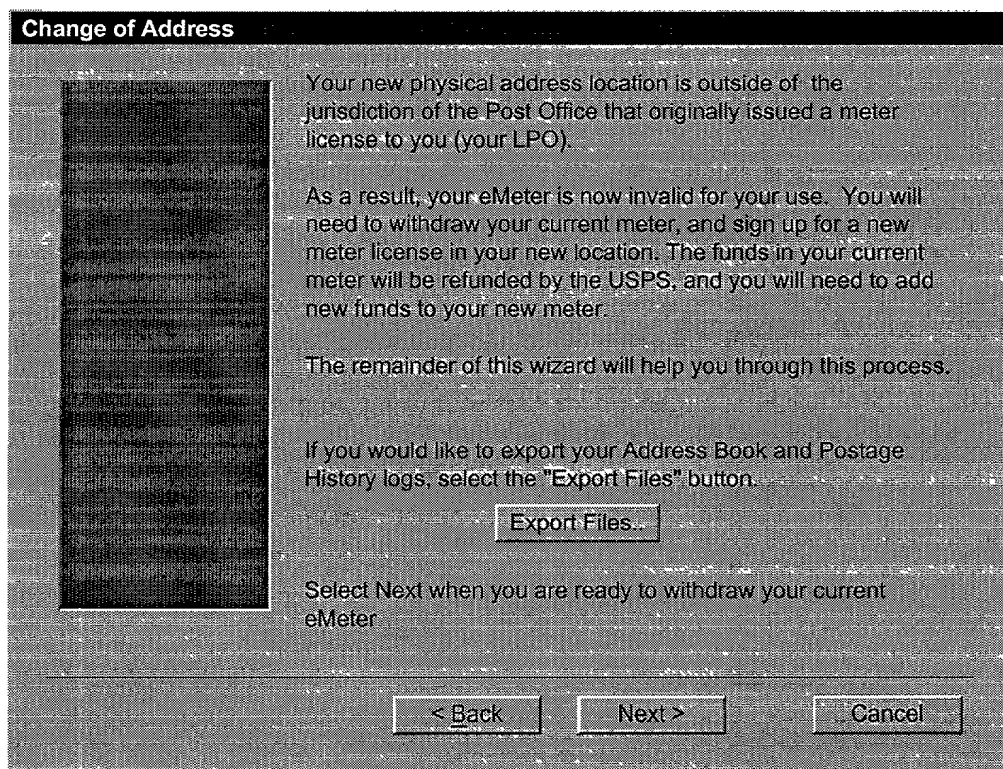 Change of Address
Your new physical address location is outside of the
jurisdiction of the Post Office that originally issued a meter
license to you (your LPO).
As a result, your eMeter is now invalid for your use. You will
need to withdraw your current meter, and sign up for a new
meter license in your new location. The funds in your current
meter will be refunded by the USPS, and you will need to add
new funds to your new meter.
The remainder of this wizard will help you through this process.
If you would like to export your Address Book and Postage
History logs, select the "Export Files" button.
Export Files...
Select Next when you are ready to withdraw your current
eMeter
< Back
Next >
Cancel